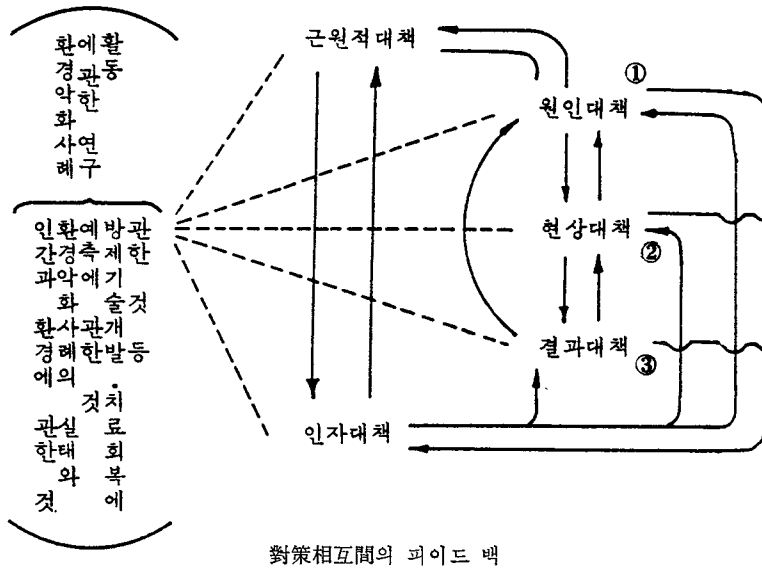 환경악화사례
에관한 연구
활동
인간과 환경에 관한 것
환경악화사례의 실태와
예측에 관한 것
방제기술개발·치료회복에
관한 것 등
근원적대책
①
원인대책
현상대책
②
결과대책
③
인자대책
對策相互間의 피이드 백